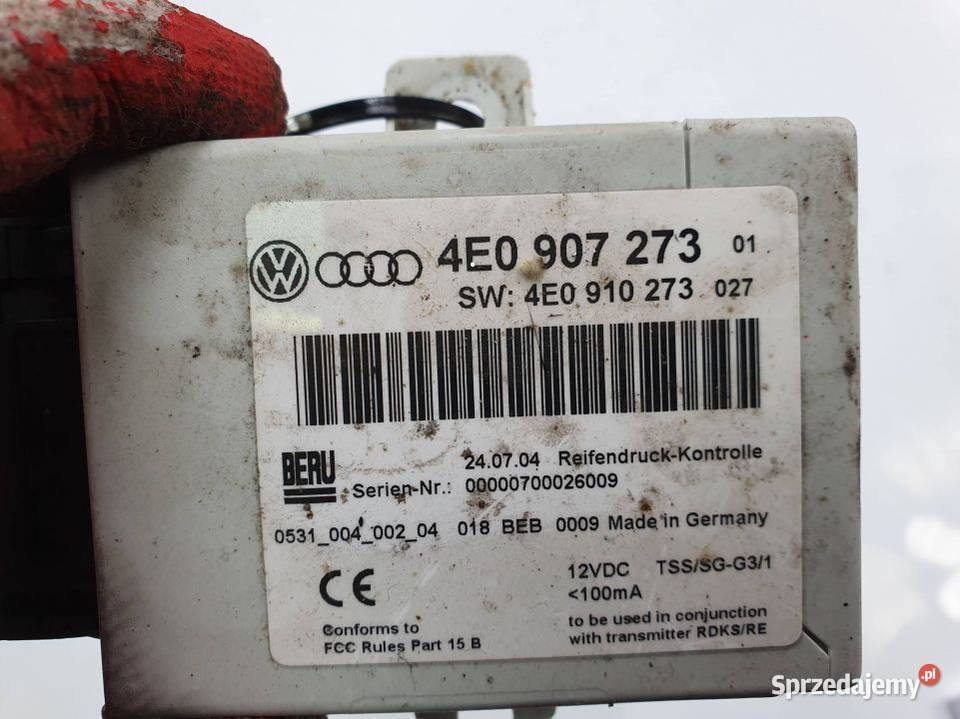 4E0 907 273 01
SW: 4E0 910 273 027
BERU
24.07.04 Reifendruck-Kontrolle
Serien-Nr.: 00000700026009
0531_004_002_04 018 BEB 0009 Made in Germany
CE
12VDC TSS/SG-G3/1
<100mA
Conforms to
FCC Rules Part 15 B
to be used in conjunction
with transmitter RDKS/RE
Sprzedajemy.pl